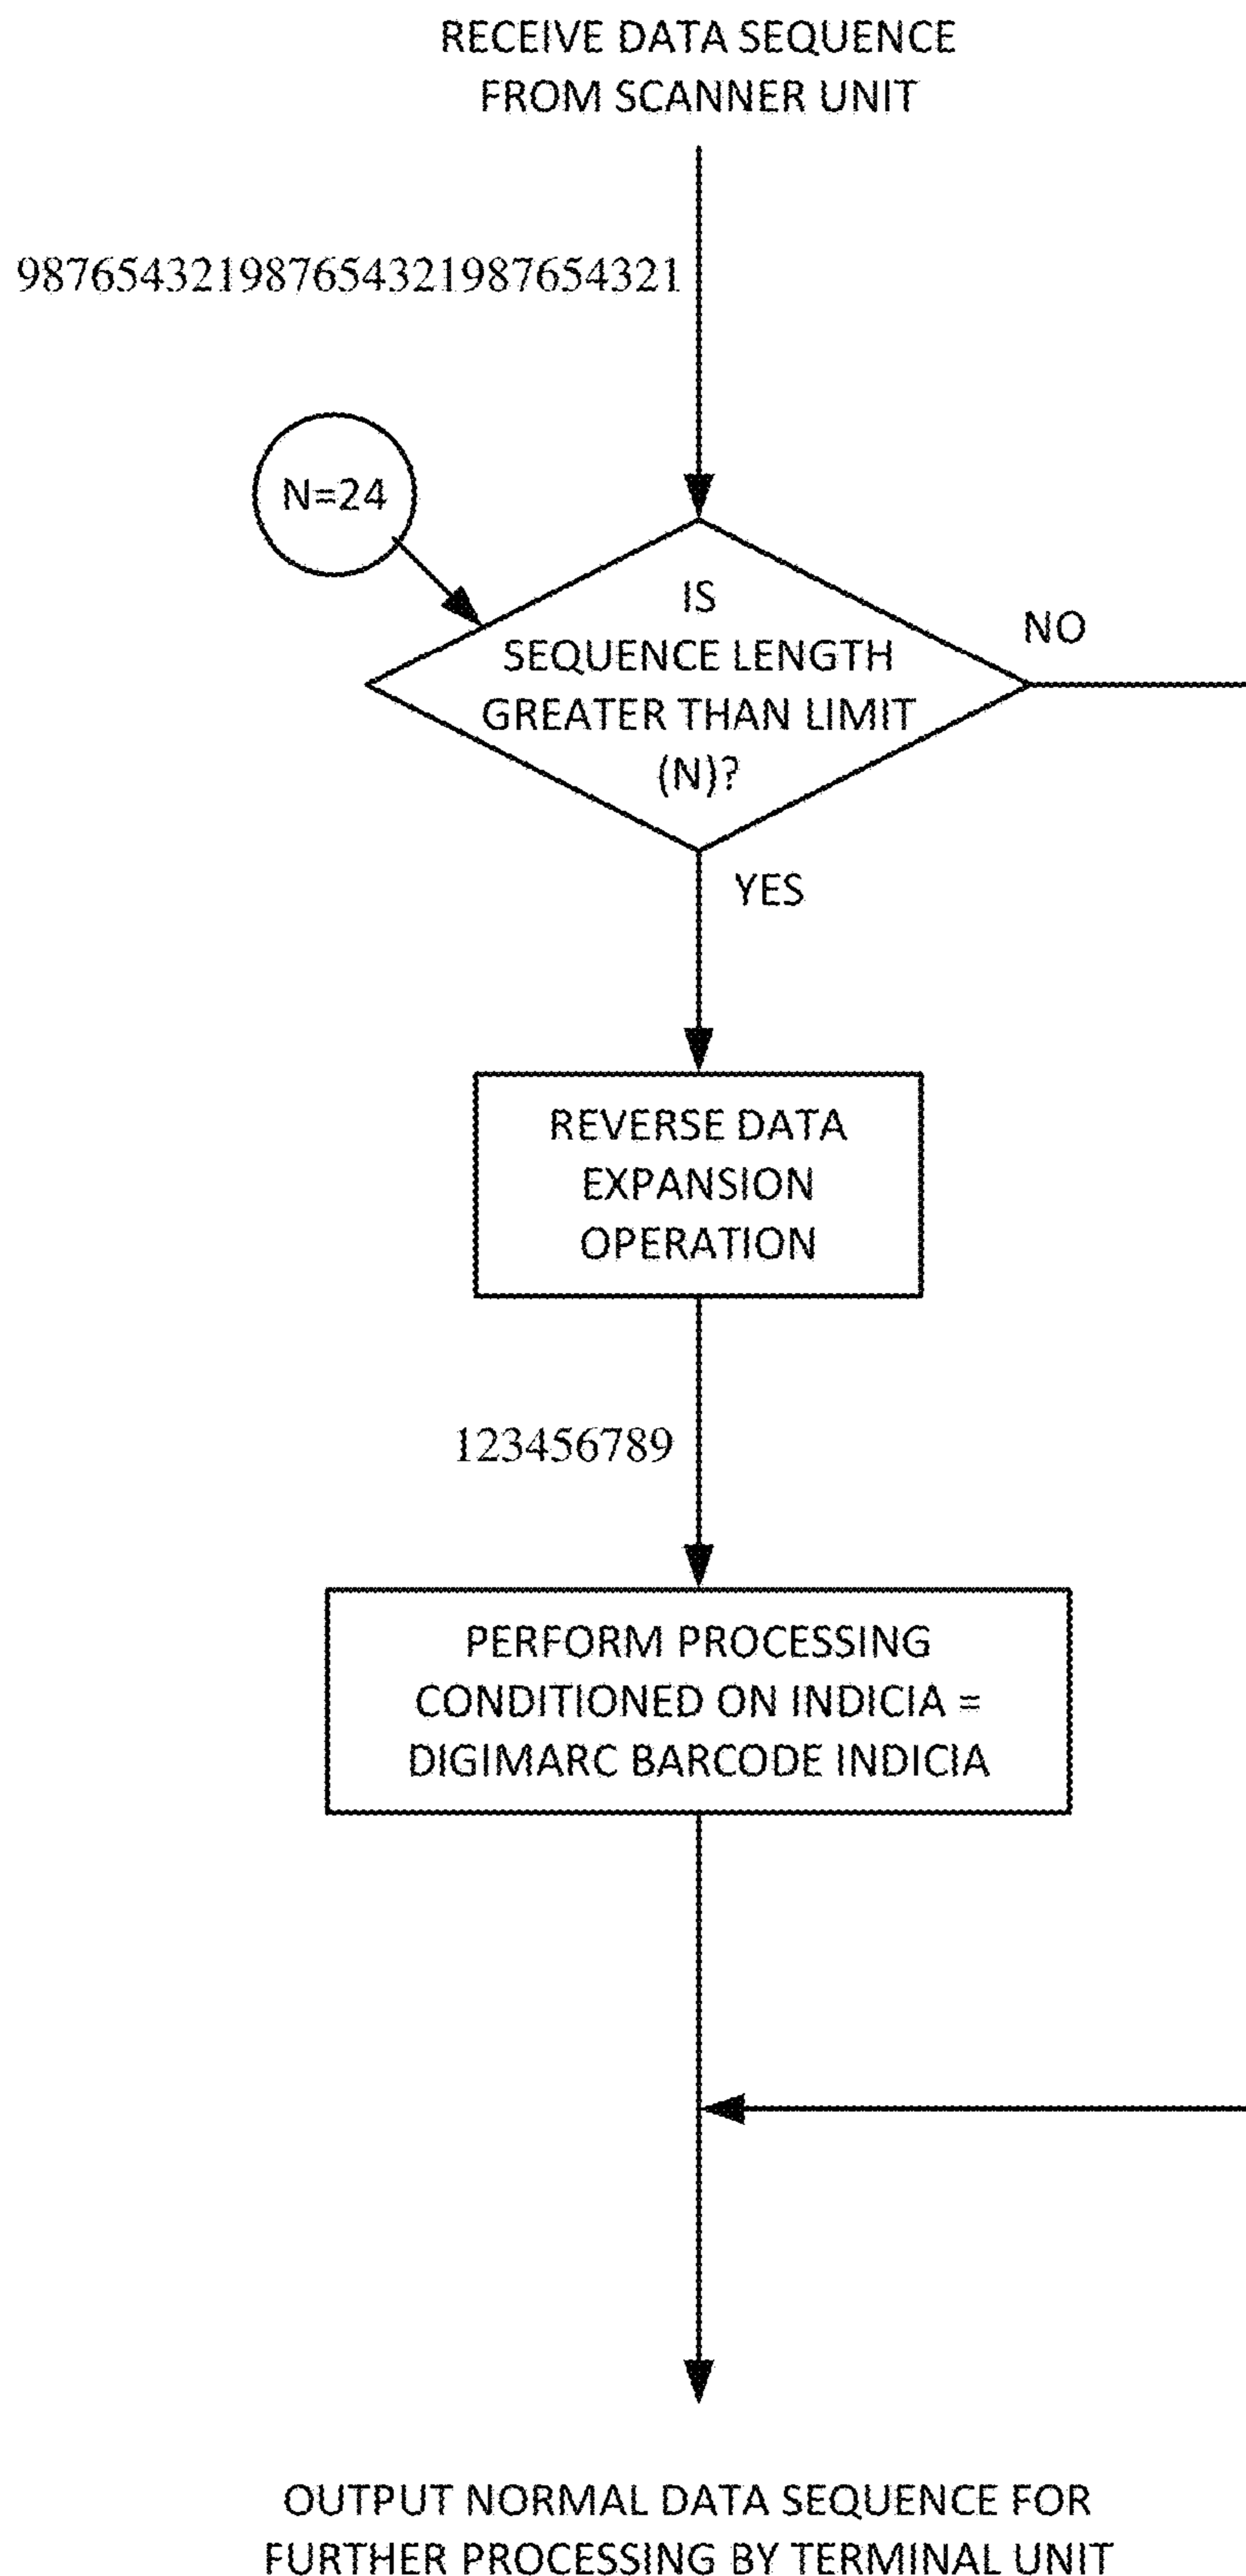 RECEIVE DATA SEQUENCE
FROM SCANNER UNIT
987654321987654321987654321
N=24
IS
SEQUENCE LENGTH
GREATER THAN LIMIT
(N)?
NO
YES
REVERSE DATA
EXPANSION
OPERATION
123456789
PERFORM PROCESSING
CONDITIONED ON INDICIA =
DIGIMARC BARCODE INDICIA
OUTPUT NORMAL DATA SEQUENCE FOR
FURTHER PROCESSING BY TERMINAL UNIT